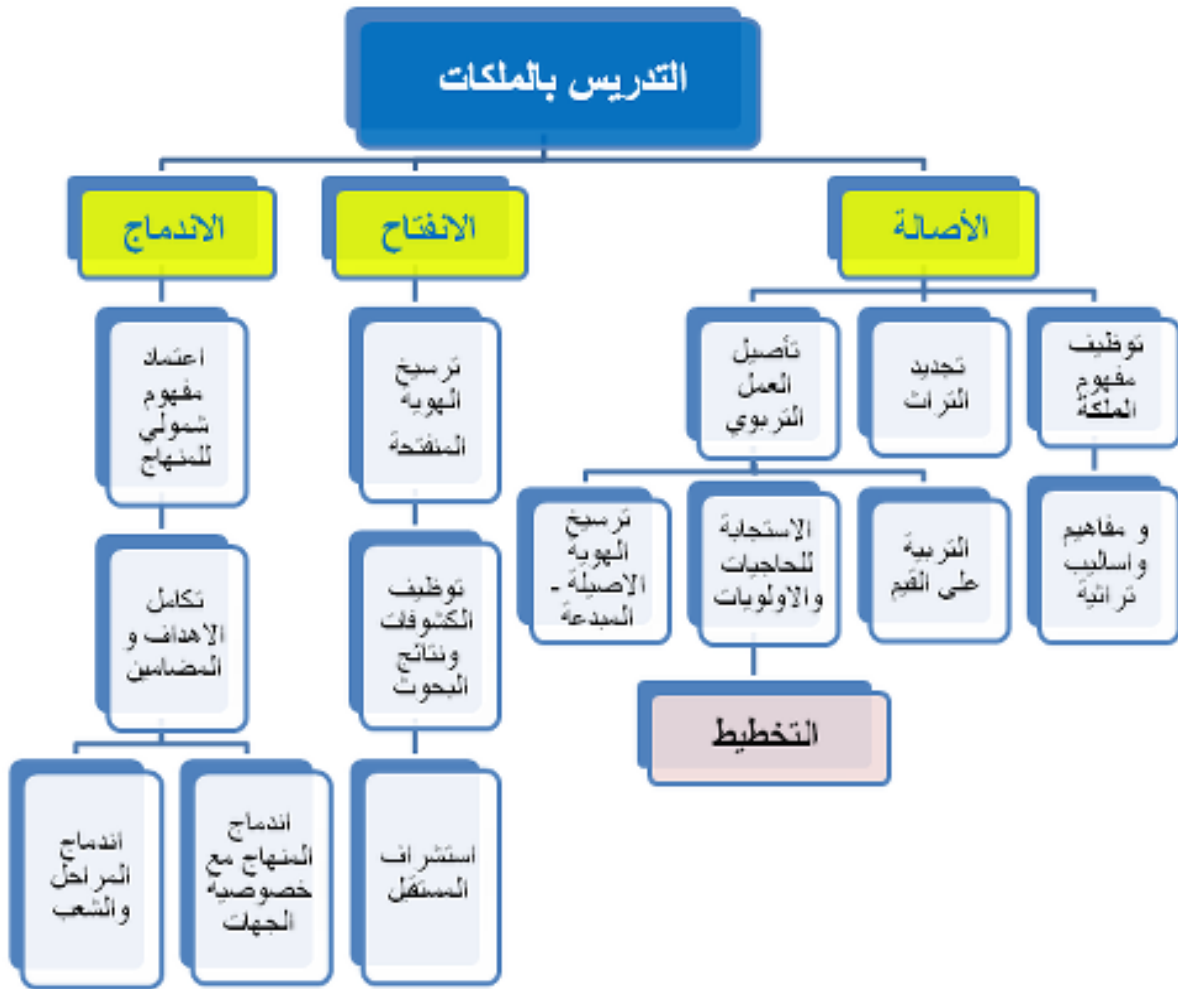 التدريس بالملكات
الأصالة
الانفتاح
الاندماج
توظيف
مفهوم
الملكة
تجديد
التراث
تأصيل
العمل
التربوي
ترسيخ
الهوية
المنفتحة
اعتماد
مفهوم
شمولي
للمنهاج
و مفاهيم
واساليب
تراثية
التربية
على القيم
الاستجابة
للحاجيات
والاولويات
ترسيخ
الهوية
الاصيلة -
المبدعة
توظيف
الكشوفات
ونتائج
البحوث
تكامل
الاهداف و
المضامين
التخطيط
استشراف
المستقبل
اندماج
المنهاج مع
خصوصية
الجهات
اندماج
المراحل
والشعب